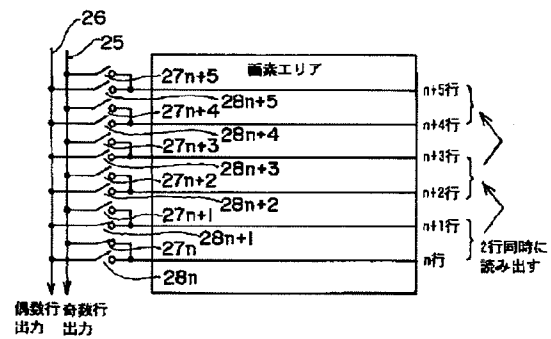 26
25
画素エリア
27n+5
n+5行
28n+5
27n+4
n+4行
28n+4
27n+3
n+3行
28n+3
27n+2
n+2行
28n+2
27n+1
n+1行
28n+1
2行同時に
読み出す
27n
n行
28n
偶数行
出力
奇数行
出力